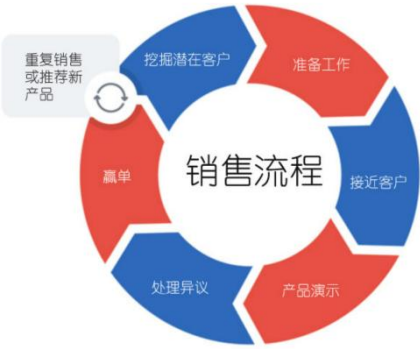 重复销售
或推荐新
产品
挖掘潜在客户
准备工作
接近客户
产品演示
处理异议
赢单
销售流程